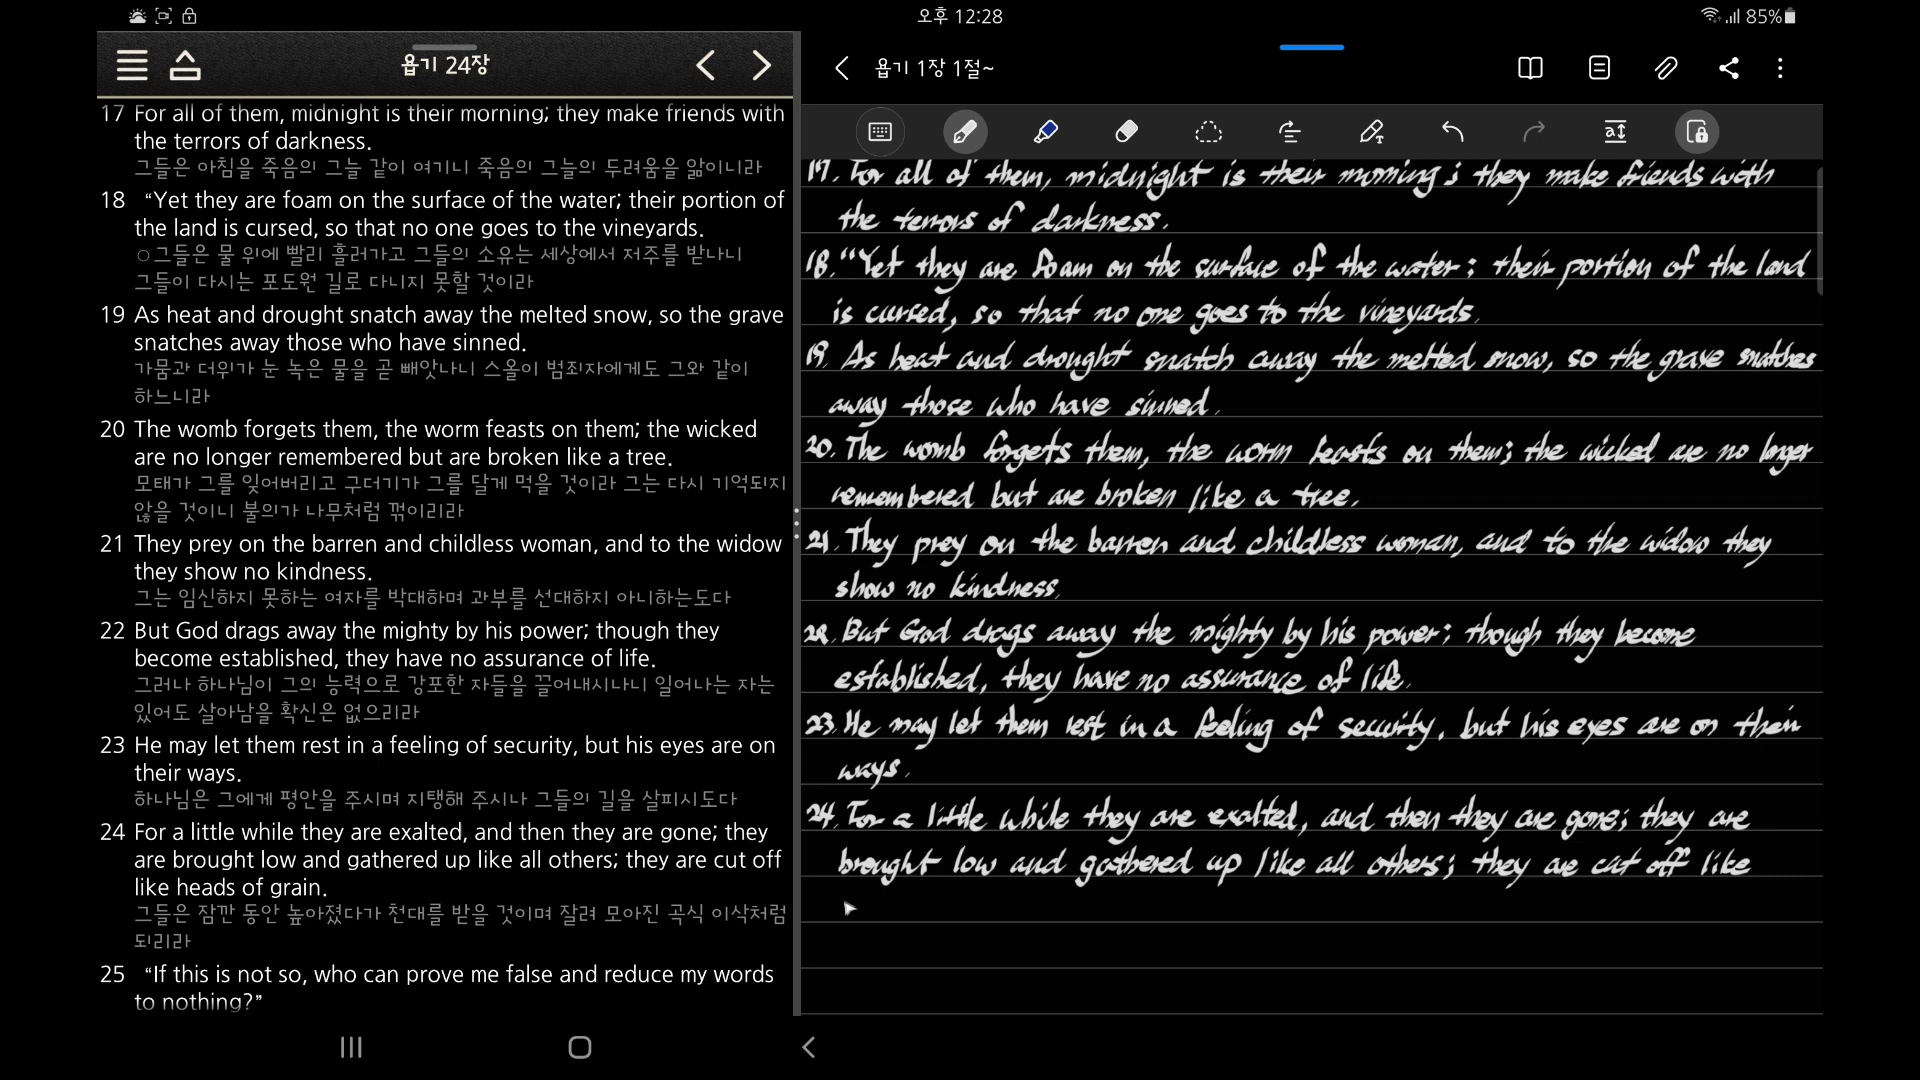 오후 12:28
85%
욥기 24장
17 For all of them, midnight is their morning; they make friends with
the terrors of darkness.
그들은 아침을 죽음의 그늘 같이 여기니 죽음의 그늘의 두려움을 앎이니라
18 “Yet they are foam on the surface of the water; their portion of
the land is cursed, so that no one goes to the vineyards.
○그들은 물 위에 빨리 흘러가고 그들의 소유는 세상에서 저주를 받나니
그들이 다시는 포도원 길로 다니지 못할 것이라
19 As heat and drought snatch away the melted snow, so the grave
snatches away those who have sinned.
가뭄과 더위가 눈 녹은 물을 곧 빼앗나니 스올이 범죄자에게도 그와 같이
하느니라
20 The womb forgets them, the worm feasts on them; the wicked
are no longer remembered but are broken like a tree.
모태가 그를 잊어버리고 구더기가 그를 달게 먹을 것이라 그는 다시 기억되지
않을 것이니 불의가 나무처럼 꺾이리라
21 They prey on the barren and childless woman, and to the widow
they show no kindness.
그는 임신하지 못하는 여자를 박대하며 과부를 선대하지 아니하는도다
22 But God drags away the mighty by his power; though they
become established, they have no assurance of life.
그러나 하나님이 그의 능력으로 강포한 자들을 끌어내시나니 일어나는 자는
있어도 살아남을 확신은 없으리라
23 He may let them rest in a feeling of security, but his eyes are on
their ways.
하나님은 그에게 평안을 주시며 지탱해 주시나 그들의 길을 살피시도다
24 For a little while they are exalted, and then they are gone; they
are brought low and gathered up like all others; they are cut off
like heads of grain.
그들은 잠깐 동안 높아졌다가 천대를 받을 것이며 잘려 모아진 곡식 이삭처럼
되리라
25 “If this is not so, who can prove me false and reduce my words
to nothing?”
욥기 1장 1절~
17. For all of them, midnight is their morning; they make friends with
the terrors of darkness.
18. “Yet they are foam on the surface of the water; their portion of the land
is cursed, so that no one goes to the vineyards.
19. As heat and drought snatch away the melted snow, so the grave snatches
away those who have sinned.
20. The womb forgets them, the worm feasts on them; the wicked are no longer
remembered but are broken like a tree.
21. They prey on the barren and childless woman, and to the widow they
show no kindness.
22. But God drags away the mighty by his power; though they become
established, they have no assurance of life.
23. He may let them rest in a feeling of security, but his eyes are on their
ways.
24. For a little while they are exalted, and then they are gone; they are
brought low and gathered up like all others; they are cut off like